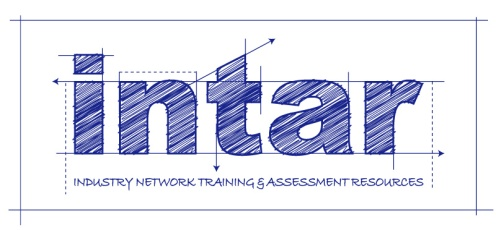 intar
INDUSTRY NETWORK TRAINING & ASSESSMENT RESOURCES